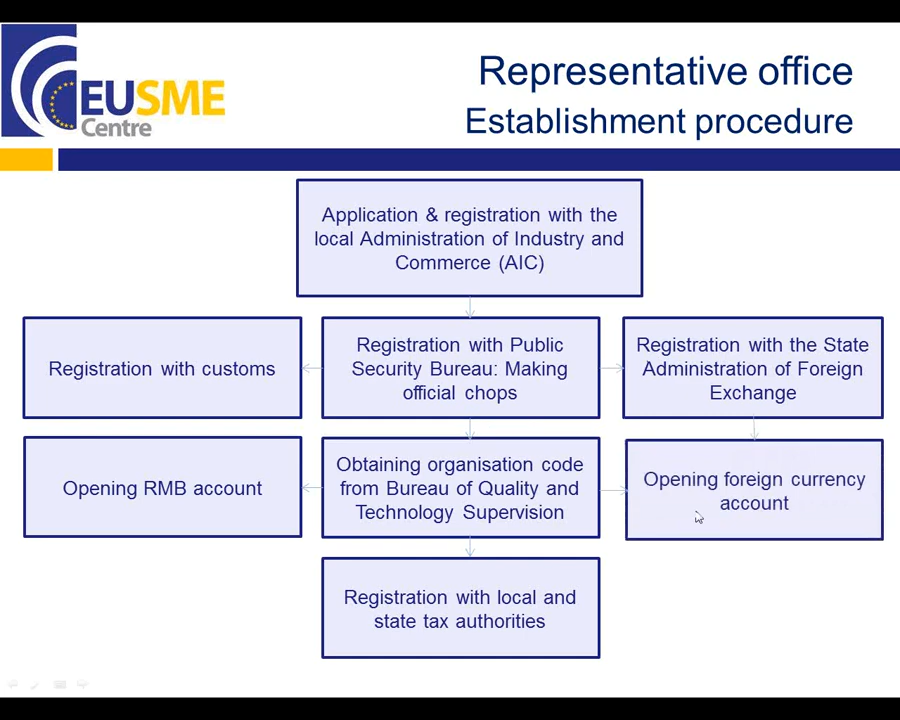 EUSME
Centre
Representative office
Establishment procedure
Application & registration with the
local Administration of Industry and
Commerce (AIC)
Registration with customs
Registration with Public
Security Bureau: Making
official chops
Registration with the State
Administration of Foreign
Exchange
Opening RMB account
Obtaining organisation code
from Bureau of Quality and
Technology Supervision
Opening foreign currency
account
Registration with local and
state tax authorities